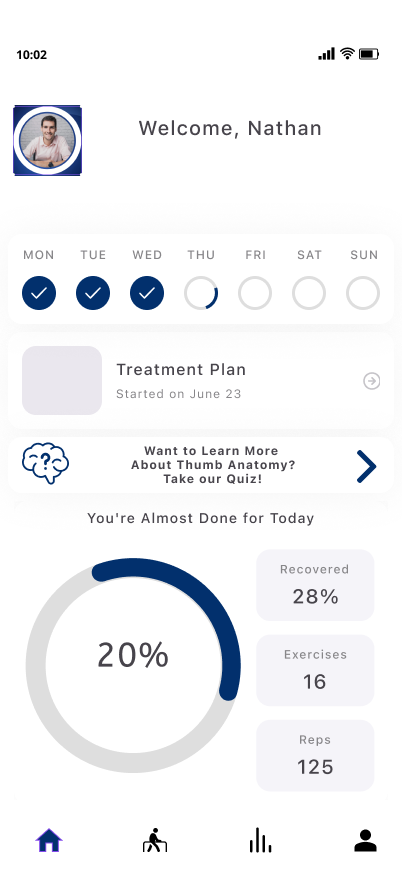 10:02
Welcome, Nathan
MON TUE WED THU FRI SAT SUN
Treatment Plan
Started on June 23
Want to Learn More
About Thumb Anatomy?
Take our Quiz!
You're Almost Done for Today
20%
Recovered
28%
Exercises
16
Reps
125